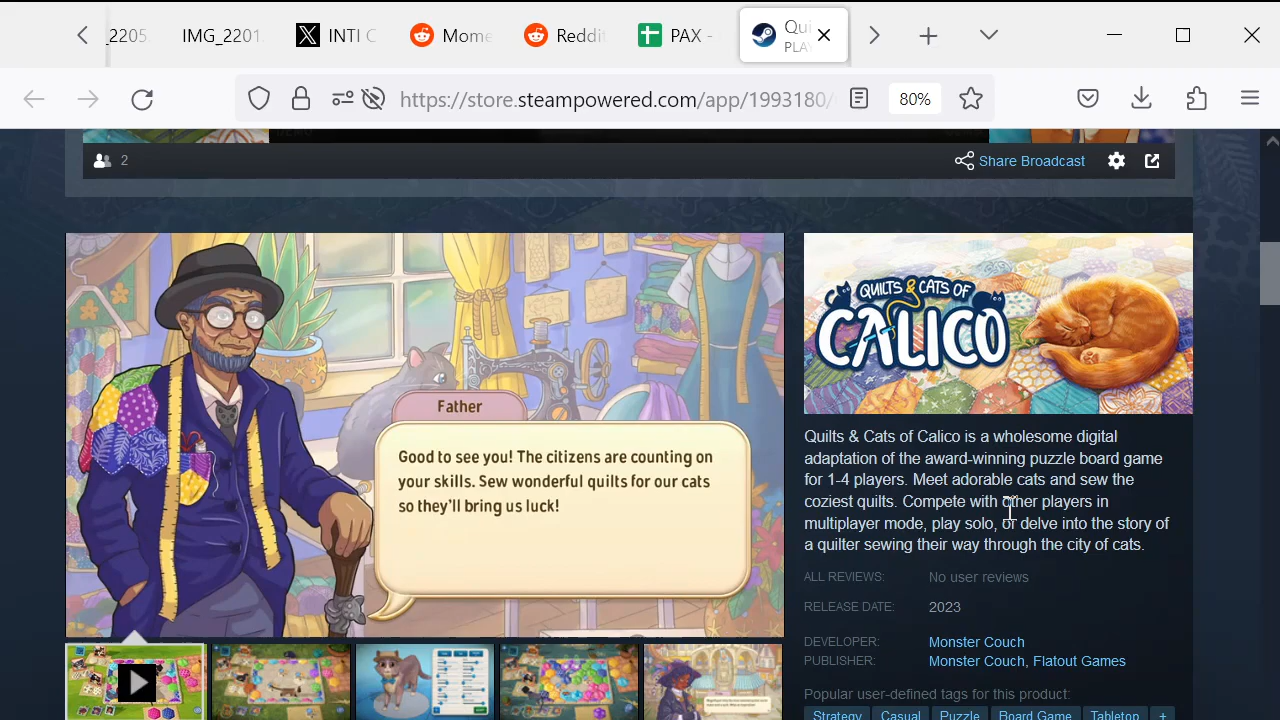 _2205.
IMG_2201.
INTI C
Mome
Reddit
PAX -
Qui
PLAY
https://store.steampowered.com/app/1993180/
80%
2
Share Broadcast
Father
Good to see you! The citizens are counting on
your skills. Sew wonderful quilts for our cats
so they'll bring us luck!
QUILTS & CATS OF
CALICO
Quilts & Cats of Calico is a wholesome digital
adaptation of the award-winning puzzle board game
for 1-4 players. Meet adorable cats and sew the
coziest quilts. Compete with other players in
multiplayer mode, play solo, or delve into the story of
a quilter sewing their way through the city of cats.
ALL REVIEWS: No user reviews
RELEASE DATE: 2023
DEVELOPER: Monster Couch
PUBLISHER: Monster Couch, Flatout Games
Popular user-defined tags for this product:
Strategy Casual Puzzle Board Game Tabletop +